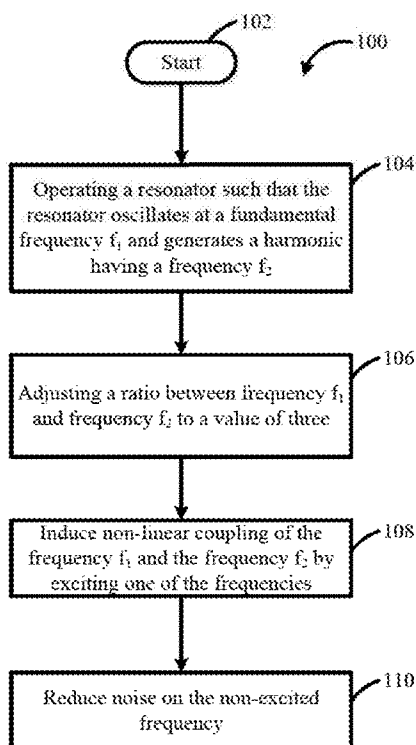 102
Start
100
104
Operating a resonator such that the
resonator oscillates at a fundamental
frequency f₁ and generates a harmonic
having a frequency f₂
106
Adjusting a ratio between frequency f₁
and frequency f₂ to a value of three
108
Induce non-linear coupling of the
frequency f₁ and the frequency f₂ by
exciting one of the frequencies
110
Reduce noise on the non-excited
frequency